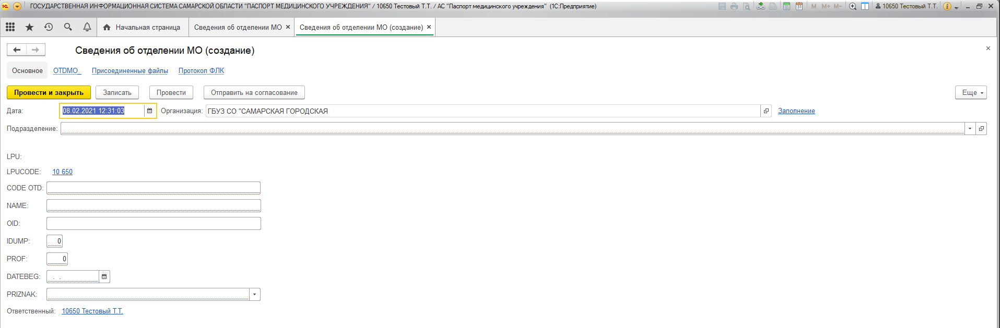 ГОСУДАРСТВЕННАЯ ИНФОРМАЦИОННАЯ СИСТЕМА САМАРСКОЙ ОБЛАСТИ "ПАСПОРТ МЕДИЦИНСКОГО УЧРЕЖДЕНИЯ" / 10650 Тестовый Т.Т. / АС "Паспорт медицинского учреждения" (1С:Предприятие) 31 M M+ M- 10650 Тестовый Т.Т.
Начальная страница Сведения об отделении МО Сведения об отделении МО (создание)
Сведения об отделении МО (создание)
Основное OTDMO_ Присоединенные файлы Протокол ФЛК
Провести и закрыть Записать Провести Отправить на согласование Еще
Дата: 08.02.2021 12:31:03 Организация: ГБУЗ СО "САМАРСКАЯ ГОРОДСКАЯ Заполнение
Подразделение:
LPU:
LPUCODE: 10 650
CODE OTD:
NAME:
OID:
IDUMP: 0
PROF: 0
DATEBEG: . .
PRIZNAK:
Ответственный: 10650 Тестовый Т.Т.